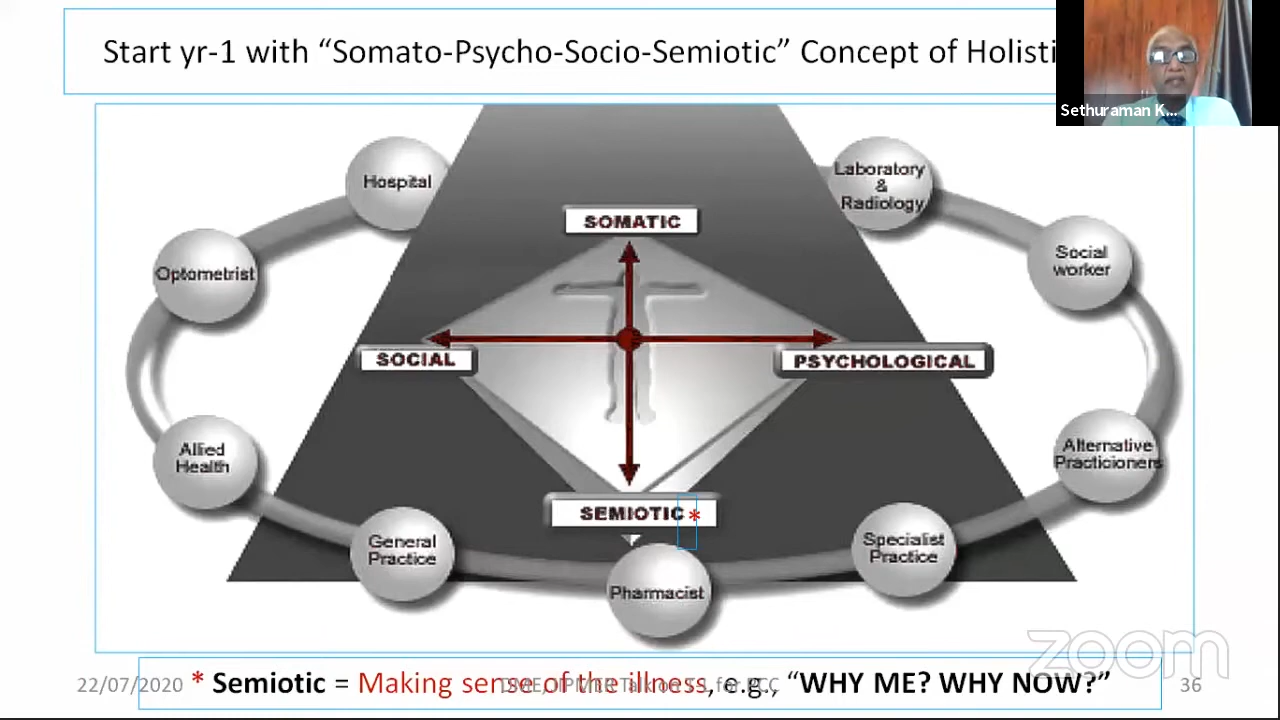 Start yr-1 with “Somato-Psycho-Socio-Semiotic” Concept of Holisti
Sethuraman K...
Hospital
Laboratory
&
Radiology
SOMATIC
Optometrist
Social
worker
SOCIAL
PSYCHOLOGICAL
Allied
Health
Alternative
Practicioners
SEMIOTIC*
General
Practice
Specialist
Practice
Pharmacist
zoom
22/07/2020
* Semiotic = Making sense of the illness, e.g., “WHY ME? WHY NOW?”
36